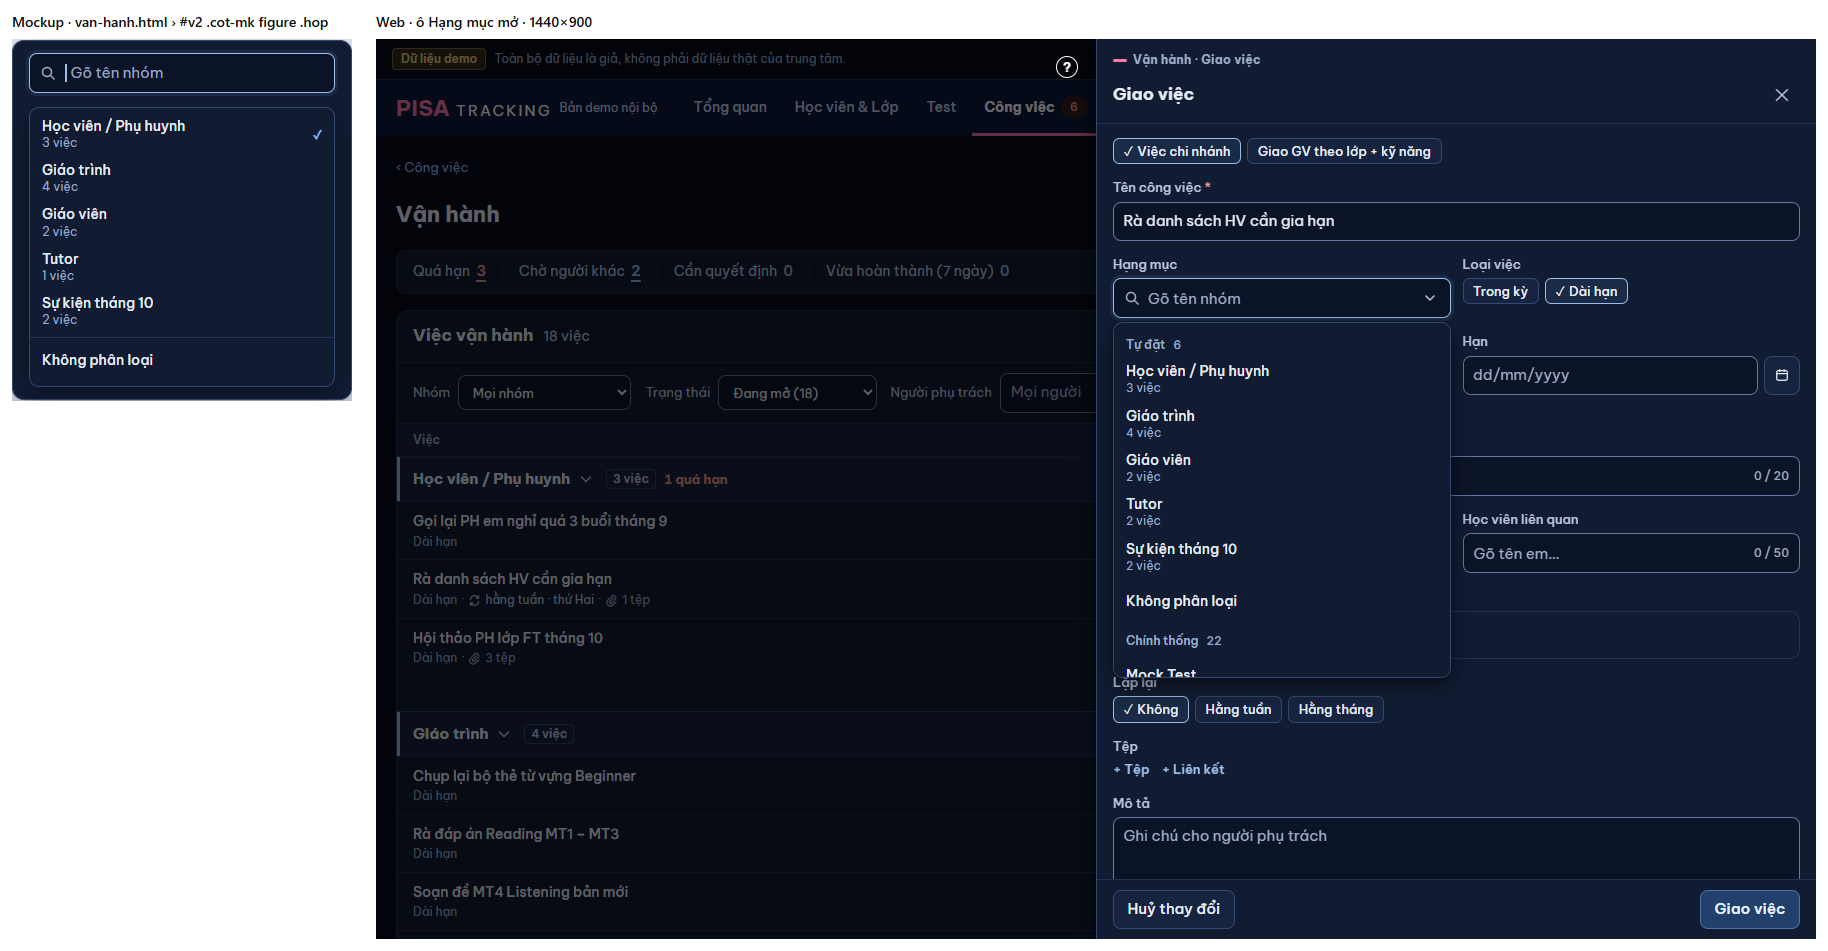 Mockup · van-hanh.html › #v2 .cot-mk figure .hop
Gõ tên nhóm
Học viên / Phụ huynh
3 việc
✓
Giáo trình
4 việc
Giáo viên
2 việc
Tutor
1 việc
Sự kiện tháng 10
2 việc
Không phân loại
Web · ô Hạng mục mở · 1440×900
Dữ liệu demo Toàn bộ dữ liệu là giả, không phải dữ liệu thật của trung tâm.
?
PISA TRACKING Bản demo nội bộ Tổng quan Học viên & Lớp Test Công việc 6
‹ Công việc
Vận hành
Quá hạn 3 Chờ người khác 2 Cần quyết định 0 Vừa hoàn thành (7 ngày) 0
Việc vận hành 18 việc
Nhóm Mọi nhóm Trạng thái Đang mở (18) Người phụ trách Mọi người
Việc
Học viên / Phụ huynh 3 việc 1 quá hạn
Gọi lại PH em nghỉ quá 3 buổi tháng 9
Dài hạn
Rà danh sách HV cần gia hạn
Dài hạn · hằng tuần · thứ Hai · 1 tệp
Hội thảo PH lớp FT tháng 10
Dài hạn · 3 tệp
Giáo trình 4 việc
Chụp lại bộ thẻ từ vựng Beginner
Dài hạn
Rà đáp án Reading MT1 – MT3
Dài hạn
Soạn đề MT4 Listening bản mới
Dài hạn
Vận hành · Giao việc
Giao việc
✓ Việc chi nhánh Giao GV theo lớp + kỹ năng
Tên công việc *
Rà danh sách HV cần gia hạn
Hạng mục
Gõ tên nhóm
Loại việc
Trong kỳ ✓ Dài hạn
Tự đặt 6
Học viên / Phụ huynh
3 việc
Giáo trình
4 việc
Giáo viên
2 việc
Tutor
2 việc
Sự kiện tháng 10
2 việc
Không phân loại
Chính thống 22
Mock Test
Hạn
dd/mm/yyyy
0 / 20
Học viên liên quan
Gõ tên em... 0 / 50
Lặp lại
✓ Không Hằng tuần Hằng tháng
Tệp
+ Tệp + Liên kết
Mô tả
Ghi chú cho người phụ trách
Huỷ thay đổi Giao việc